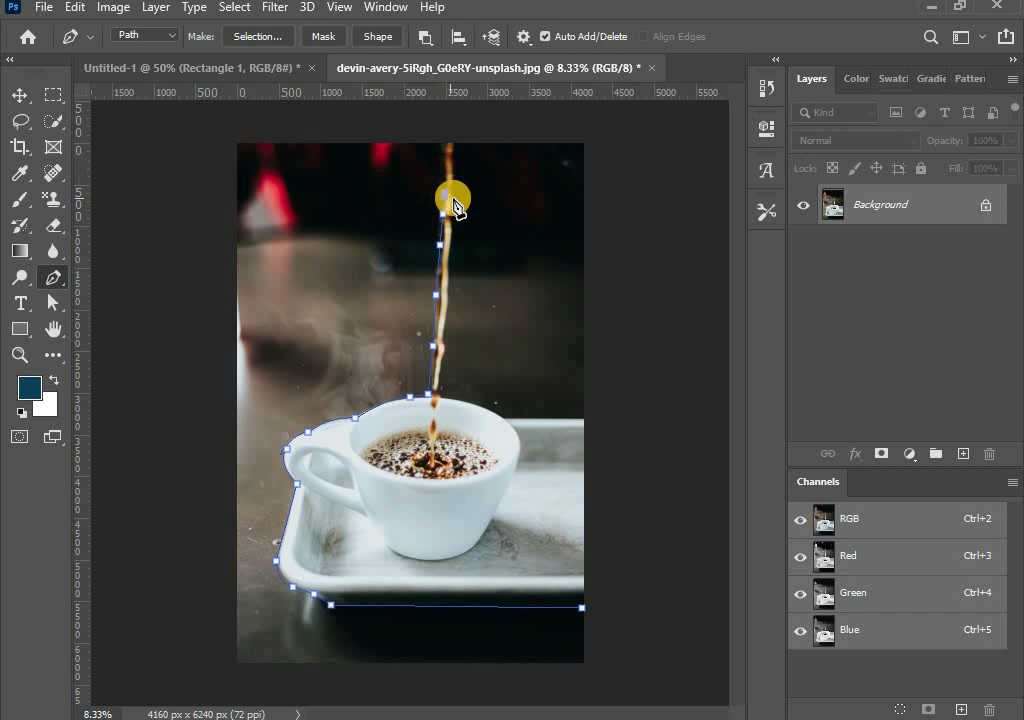 Ps File Edit Image Layer Type Select Filter 3D View Window Help
Path Make: Selection... Mask Shape Auto Add/Delete Align Edges
Untitled-1 @ 50% (Rectangle 1, RGB/8#) * × devin-avery-5iRgh_G0eRY-unsplash.jpg @ 8.33% (RGB/8) * ×
1500 1000 500 0 500 1000 1500 2000 2500 3000 3500 4000 4500 5000 5500
Layers Color Swatc Gradie Patter
Kind
Normal Opacity: 100%
Lock: Fill: 100%
Background
Channels
RGB Ctrl+2
Red Ctrl+3
Green Ctrl+4
Blue Ctrl+5
8.33% 4160 px x 6240 px (72 ppi)